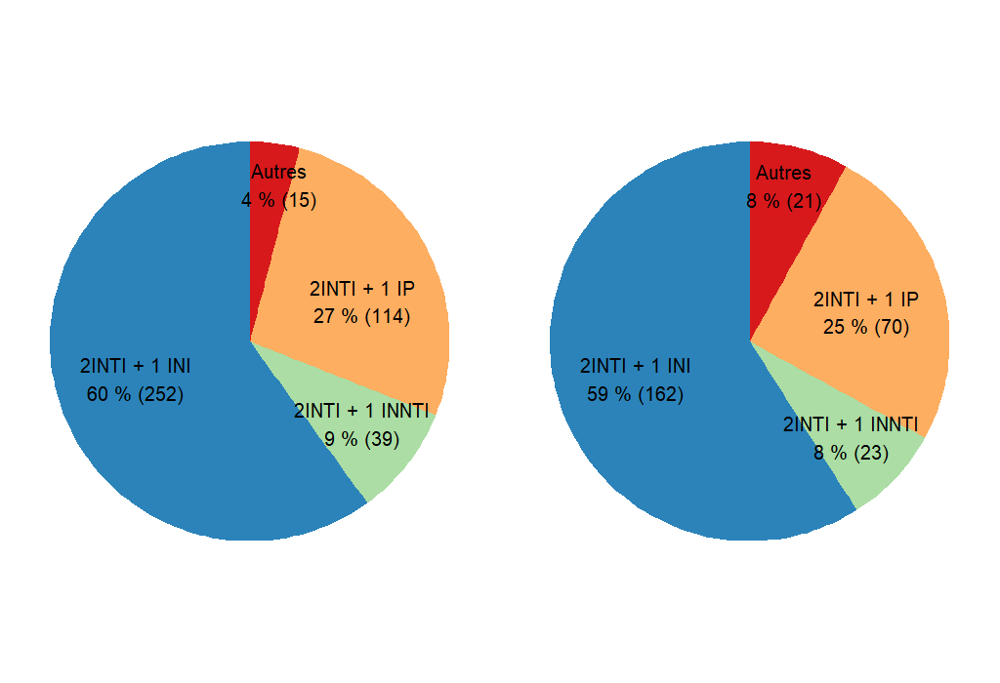 Autres
4 % (15)
2INTI + 1 IP
27 % (114)
2INTI + 1 INI
60 % (252)
2INTI + 1 INNTI
9 % (39)
Autres
8 % (21)
2INTI + 1 IP
25 % (70)
2INTI + 1 INI
59 % (162)
2INTI + 1 INNTI
8 % (23)